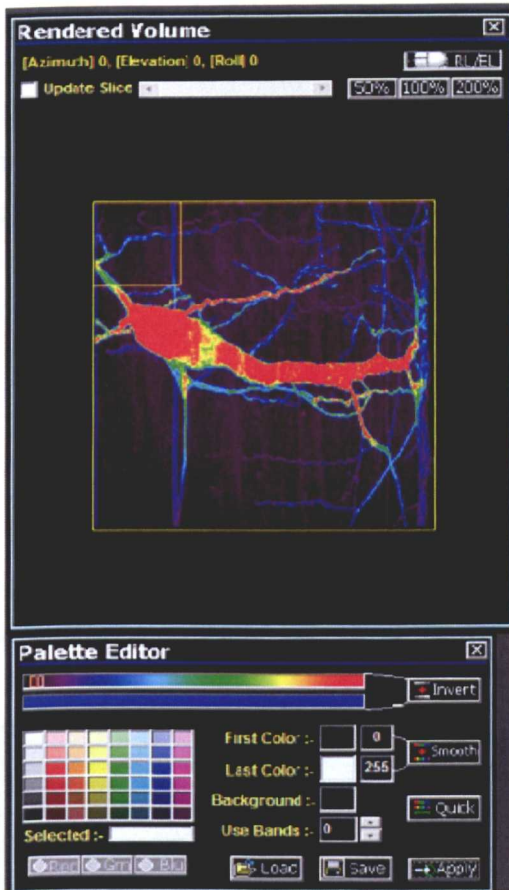 Rendered Volume
[Azimuth] 0, [Elevation] 0, [Roll] 0
RL/EL
Update Slice
50% 100% 200%
Palette Editor
Invert
First Color :- 0
Smooth
Last Color :- 255
Background :-
Quick
Selected :-
Use Bands :- 0
Red Grn Blu
Load Save Apply